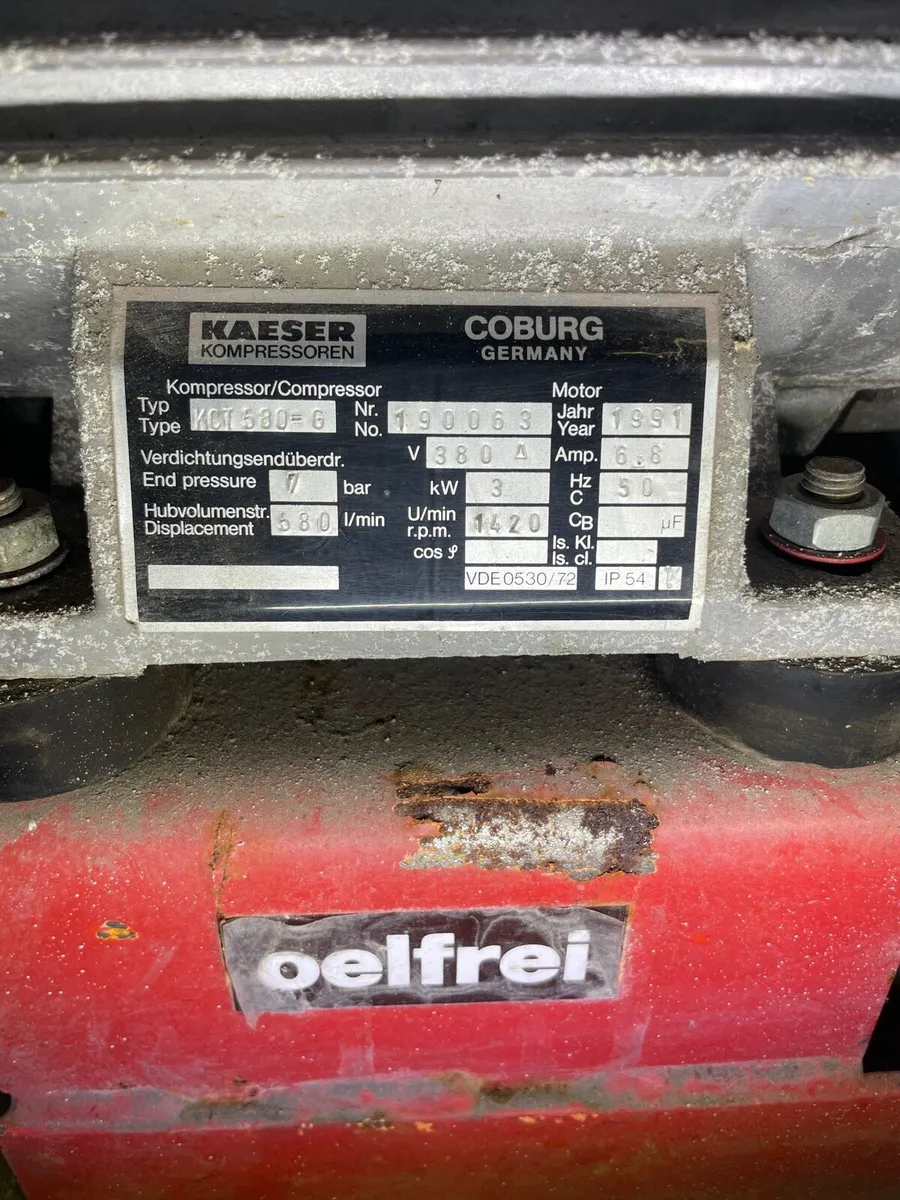 KAESER
KOMPRESSOREN
COBURG
GERMANY
Kompressor/Compressor
Motor
Typ
Type
KCT 580-G
Nr.
No.
190063
Jahr
Year
1991
Verdichtungsendüberdr.
End pressure
7
bar
V
380 Δ
Amp.
6.8
kW
3
Hz
C
50
Hubvolumenstr.
Displacement
580
l/min
U/min
r.p.m.
1420
CB
µF
cos φ
Is. Kl.
Is. cl.
VDE 0530/72
IP 54
oelfrei